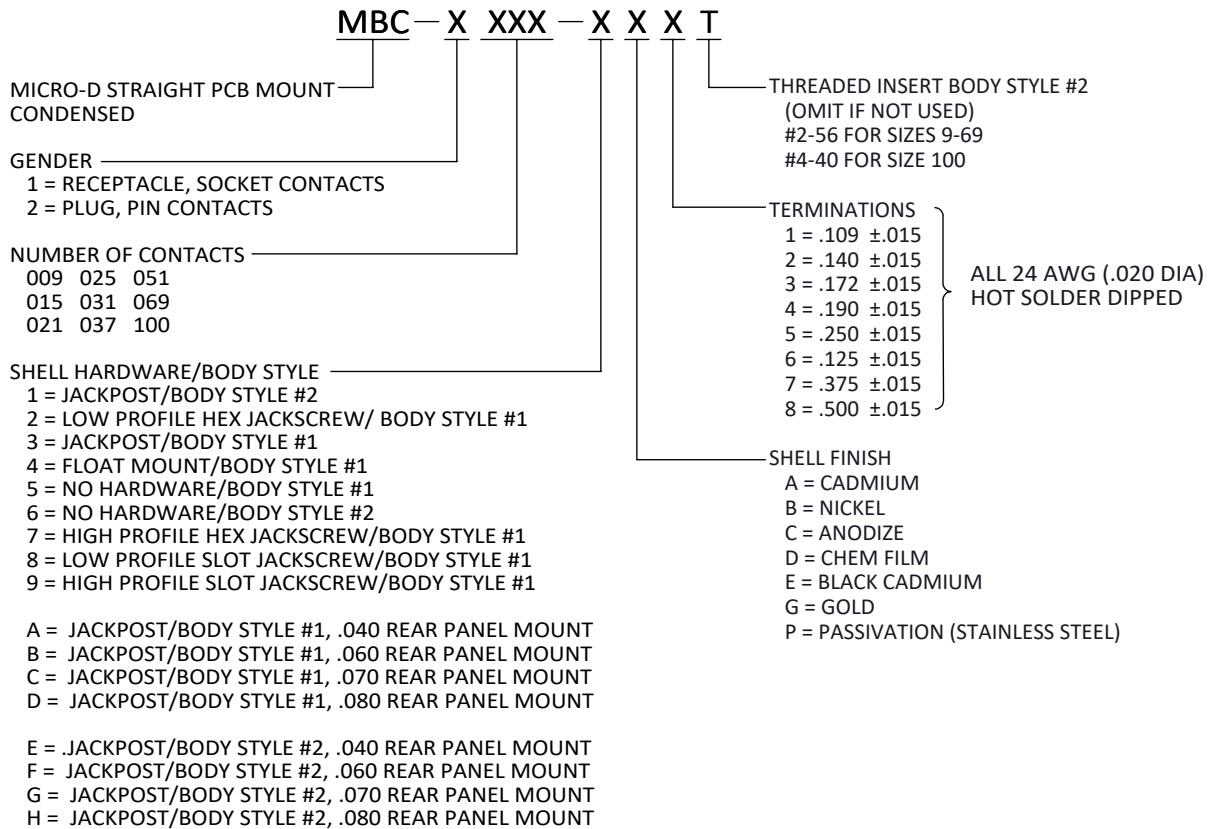 MBC — X XXX — X X X T
MICRO-D STRAIGHT PCB MOUNT
CONDENSED
GENDER
1 = RECEPTACLE, SOCKET CONTACTS
2 = PLUG, PIN CONTACTS
NUMBER OF CONTACTS
009 025 051
015 031 069
021 037 100
SHELL HARDWARE/BODY STYLE
1 = JACKPOST/BODY STYLE #2
2 = LOW PROFILE HEX JACKSCREW/ BODY STYLE #1
3 = JACKPOST/BODY STYLE #1
4 = FLOAT MOUNT/BODY STYLE #1
5 = NO HARDWARE/BODY STYLE #1
6 = NO HARDWARE/BODY STYLE #2
7 = HIGH PROFILE HEX JACKSCREW/BODY STYLE #1
8 = LOW PROFILE SLOT JACKSCREW/BODY STYLE #1
9 = HIGH PROFILE SLOT JACKSCREW/BODY STYLE #1
A = JACKPOST/BODY STYLE #1, .040 REAR PANEL MOUNT
B = JACKPOST/BODY STYLE #1, .060 REAR PANEL MOUNT
C = JACKPOST/BODY STYLE #1, .070 REAR PANEL MOUNT
D = JACKPOST/BODY STYLE #1, .080 REAR PANEL MOUNT
E = .JACKPOST/BODY STYLE #2, .040 REAR PANEL MOUNT
F = JACKPOST/BODY STYLE #2, .060 REAR PANEL MOUNT
G = JACKPOST/BODY STYLE #2, .070 REAR PANEL MOUNT
H = JACKPOST/BODY STYLE #2, .080 REAR PANEL MOUNT
THREADED INSERT BODY STYLE #2
(OMIT IF NOT USED)
#2-56 FOR SIZES 9-69
#4-40 FOR SIZE 100
TERMINATIONS
1 = .109 ±.015
2 = .140 ±.015
3 = .172 ±.015
4 = .190 ±.015
5 = .250 ±.015
6 = .125 ±.015
7 = .375 ±.015
8 = .500 ±.015
ALL 24 AWG (.020 DIA)
HOT SOLDER DIPPED
SHELL FINISH
A = CADMIUM
B = NICKEL
C = ANODIZE
D = CHEM FILM
E = BLACK CADMIUM
G = GOLD
P = PASSIVATION (STAINLESS STEEL)